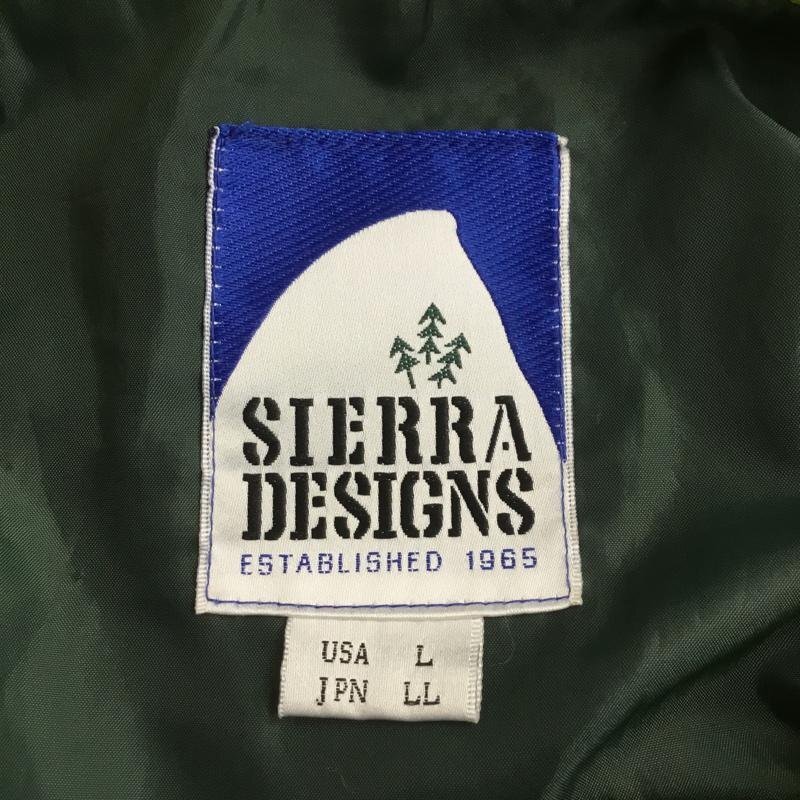 SIERRA
DESIGNS
ESTABLISHED 1965
USA L
JPN LL